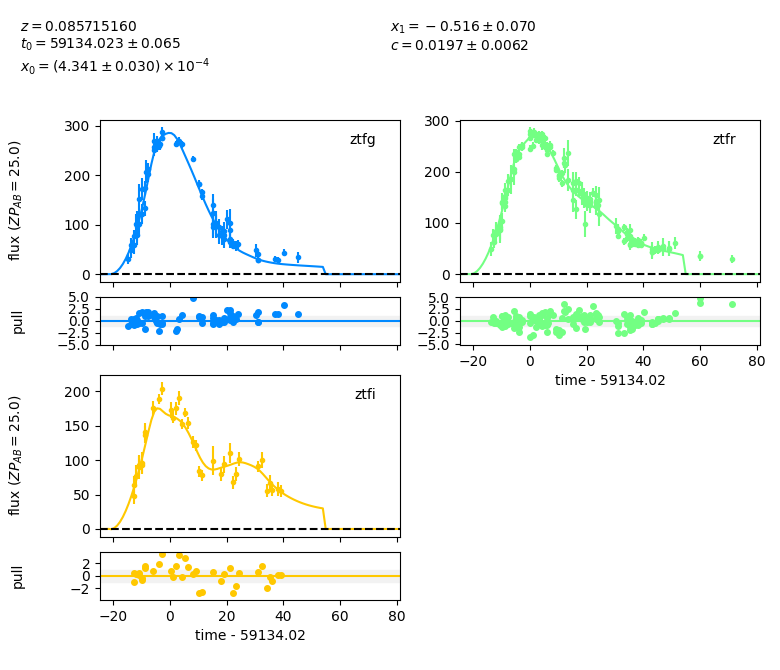 z = 0.085715160
t₀ = 59134.023 ± 0.065
x₀ = (4.341 ± 0.030) × 10⁻⁴
x₁ = −0.516 ± 0.070
c = 0.0197 ± 0.0062
flux (ZP_AB = 25.0)
300
200
100
0
ztfg
pull
5.0
2.5
0.0
−2.5
−5.0
300
200
100
0
ztfr
5.0
2.5
0.0
−2.5
−5.0
−20 0 20 40 60 80
time - 59134.02
flux (ZP_AB = 25.0)
200
150
100
50
0
ztfi
pull
2
0
−2
−20 0 20 40 60 80
time - 59134.02